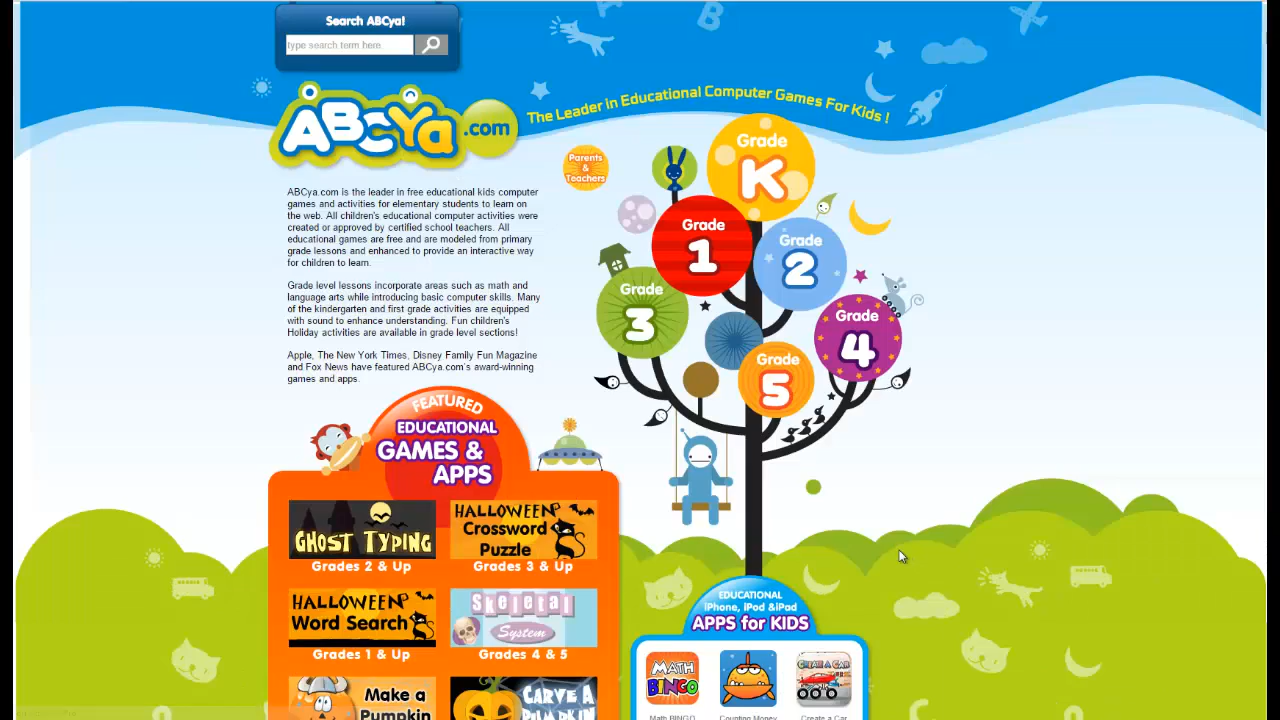 Search ABCya!
type search term here
ABCYa.com
The Leader in Educational Computer Games For Kids !
Parents
&
Teachers
Grade
K
Grade
1
Grade
2
Grade
3
Grade
4
Grade
5
ABCya.com is the leader in free educational kids computer
games and activities for elementary students to learn on
the web. All children's educational computer activities were
created or approved by certified school teachers. All
educational games are free and are modeled from primary
grade lessons and enhanced to provide an interactive way
for children to learn.
Grade level lessons incorporate areas such as math and
language arts while introducing basic computer skills. Many
of the kindergarten and first grade activities are equipped
with sound to enhance understanding. Fun children's
Holiday activities are available in grade level sections!
Apple, The New York Times, Disney Family Fun Magazine
and Fox News have featured ABCya.com's award-winning
games and apps.
FEATURED
EDUCATIONAL
GAMES &
APPS
GHOST TYPING
Grades 2 & Up
HALLOWEEN
Crossword
Puzzle
Grades 3 & Up
HALLOWEEN
Word Search
Grades 1 & Up
Skeletal
System
Grades 4 & 5
Make a
Pumpkin
CARVE A
PUMPKIN
EDUCATIONAL
iPhone, iPod &iPad
APPS for KIDS
MATH
BINGO
CREATE A CAR
Math BINGO
Counting Money
Create a Car
A
B